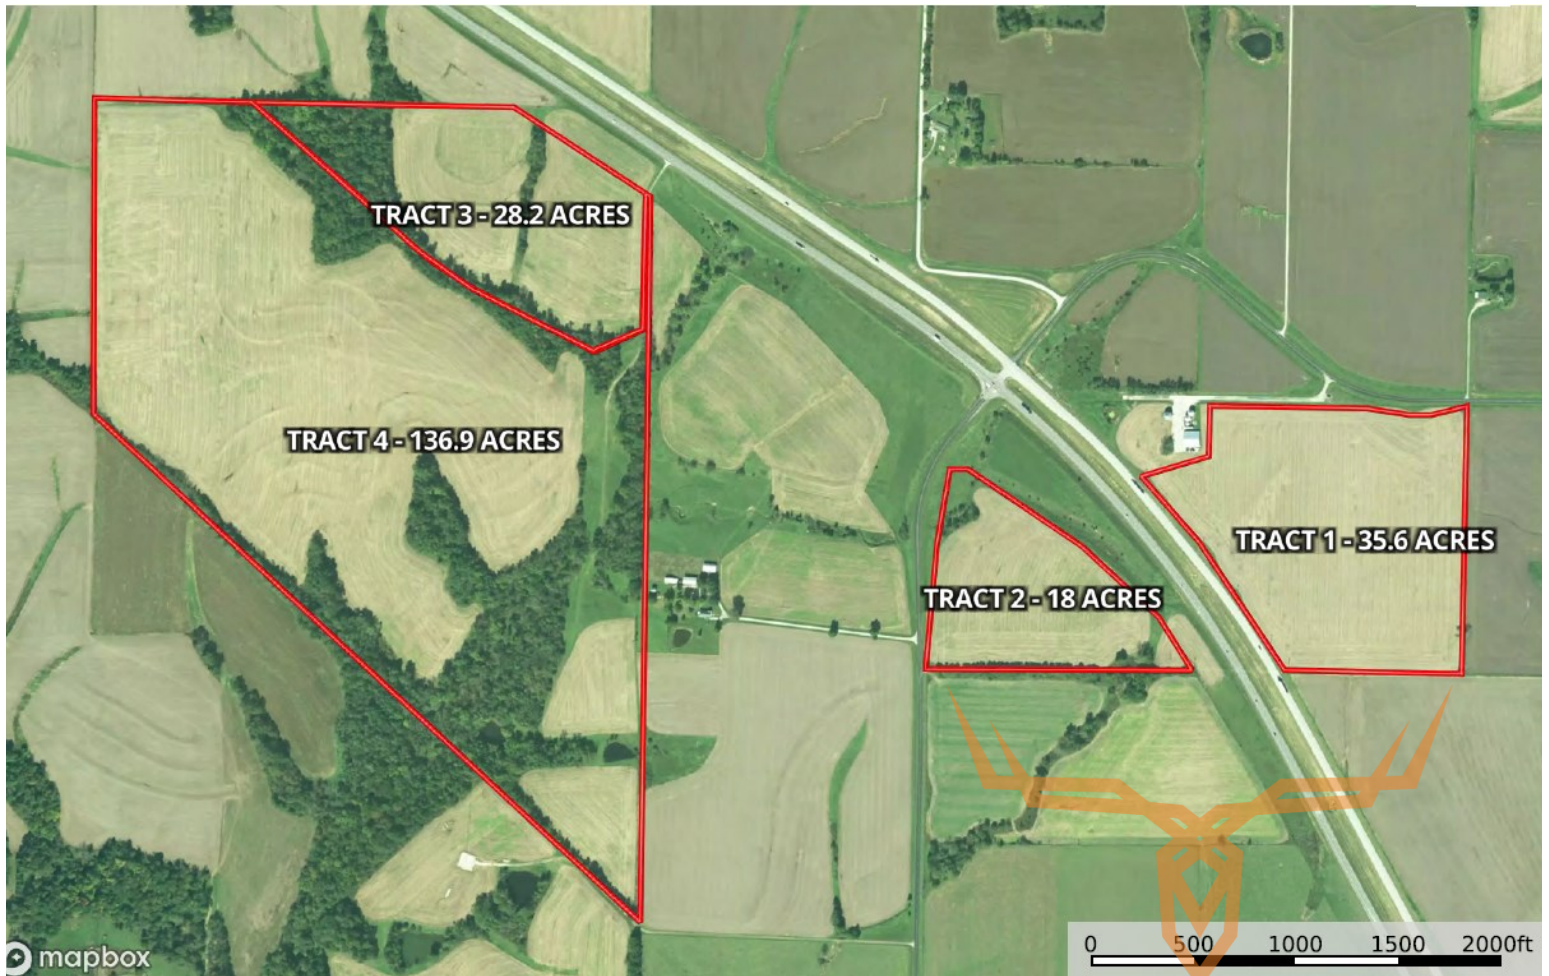 TRACT 3 - 28.2 ACRES
TRACT 4 - 136.9 ACRES
TRACT 1 - 35.6 ACRES
TRACT 2 - 18 ACRES
0 500 1000 1500 2000ft
mapbox